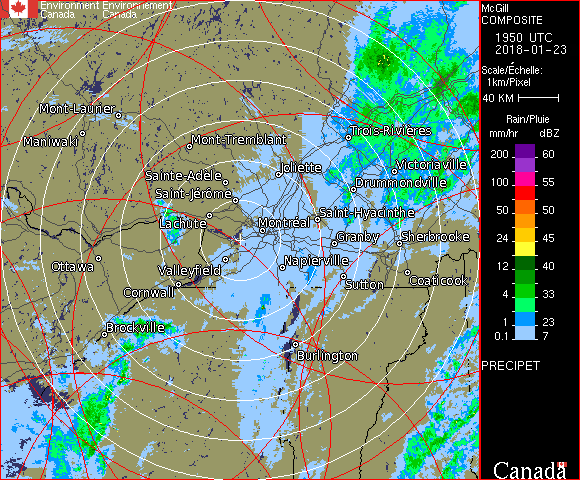 Environment Environnement
Canada Canada
McGill
COMPOSITE
1950 UTC
2018-01-23
Scale/Échelle:
1km/Pixel
40 KM
Rain/Pluie
mm/hr dBZ
200 60
100 55
50 50
24 45
12 40
4 33
1 23
0.1 7
PRECIPET
Canada
Mont-Laurier
Maniwaki
Mont-Tremblant
Trois-Rivières
Joliette
Victoriaville
Sainte-Adèle
Drummondville
Saint-Jérôme
Saint-Hyacinthe
Lachute
Montréal
Granby
Sherbrooke
Ottawa
Valleyfield
Napierville
Sutton
Coaticook
Cornwall
Brockville
Burlington